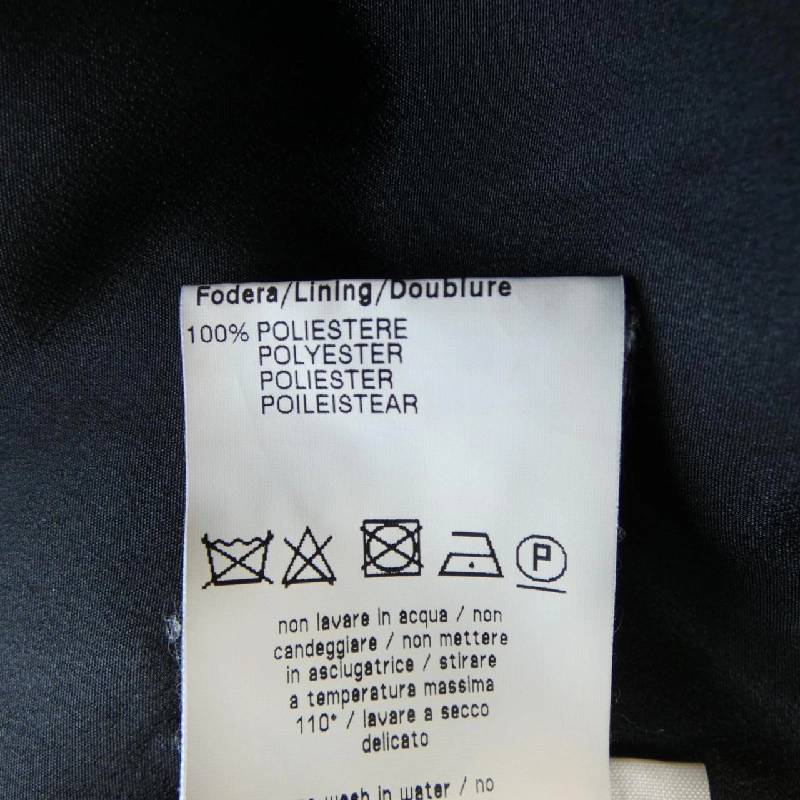 Fodera/Lining/Doublure
100% POLIESTERE
POLYESTER
POLIESTER
POILEISTEAR
P
non lavare in acqua / non
candeggiare / non mettere
in asciugatrice / stirare
a temperatura massima
110° / lavare a secco
delicato
wash in water / no